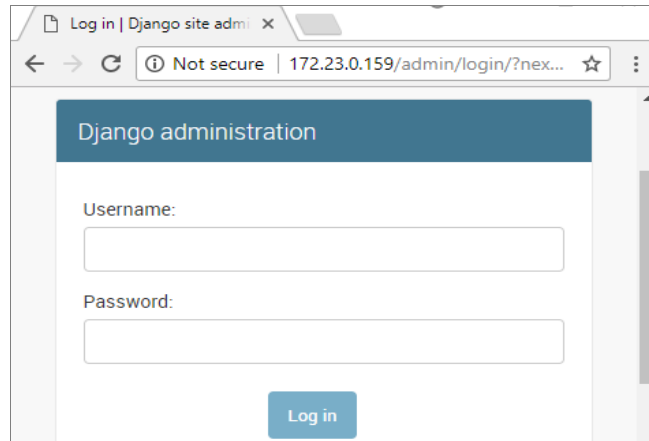 Log in | Django site admi
Not secure | 172.23.0.159/admin/login/?nex...
Django administration
Username:
Password:
Log in